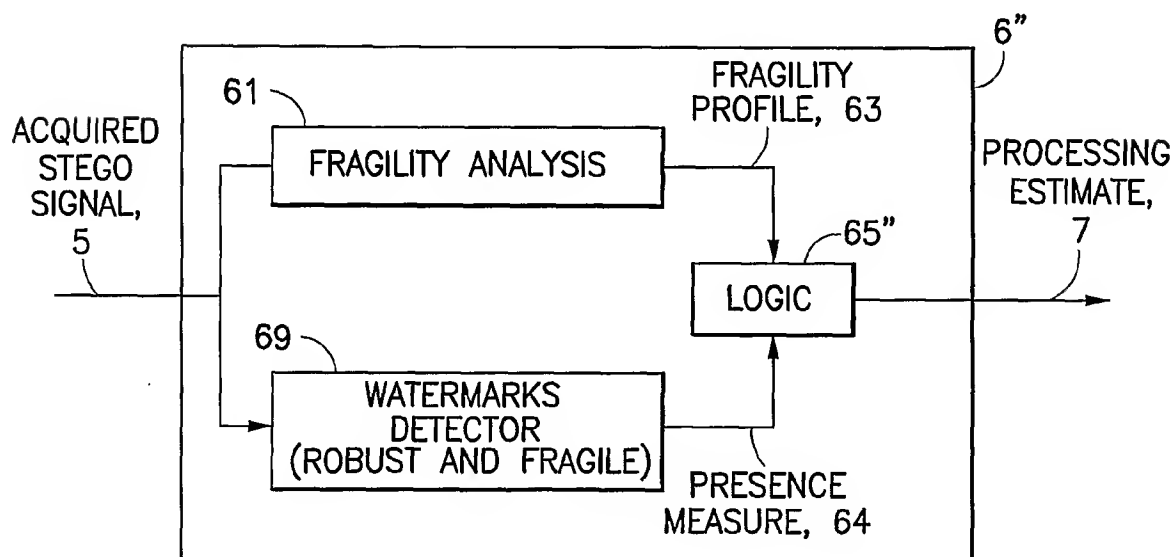 6”
61
FRAGILITY
PROFILE, 63
ACQUIRED
STEGO
SIGNAL,
5
FRAGILITY ANALYSIS
PROCESSING
ESTIMATE,
7
65”
LOGIC
69
WATERMARKS
DETECTOR
(ROBUST AND FRAGILE)
PRESENCE
MEASURE, 64